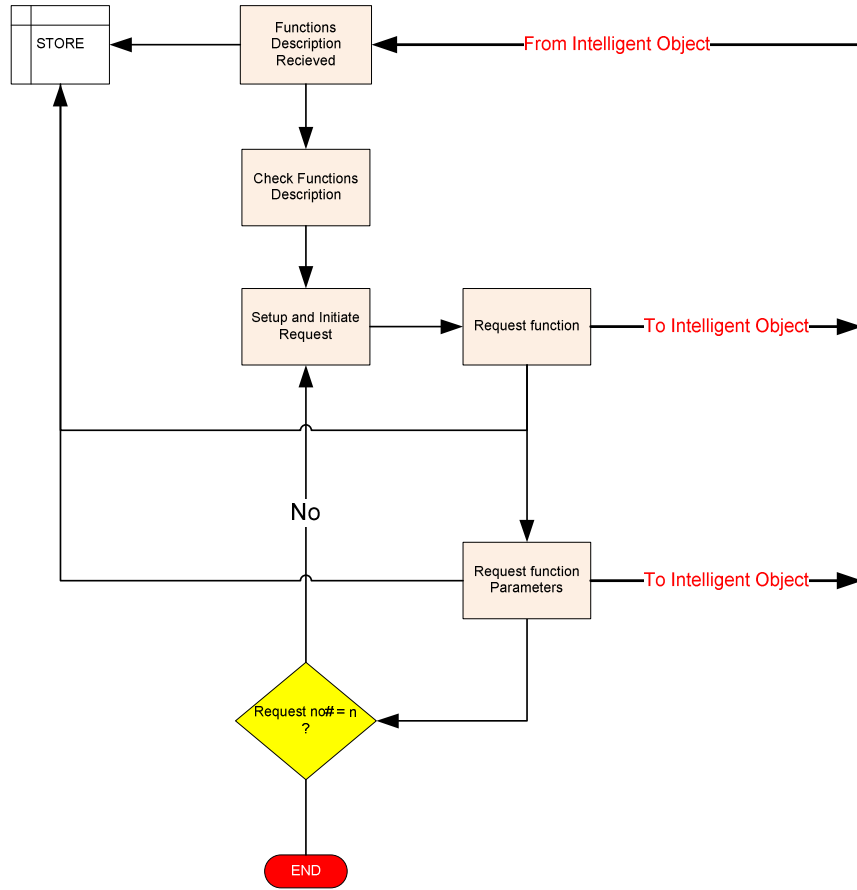 STORE
Functions
Description
Recieved
From Intelligent Object
Check Functions
Description
Setup and Initiate
Request
Request function
To Intelligent Object
No
Request function
Parameters
To Intelligent Object
Request no#= n
?
END